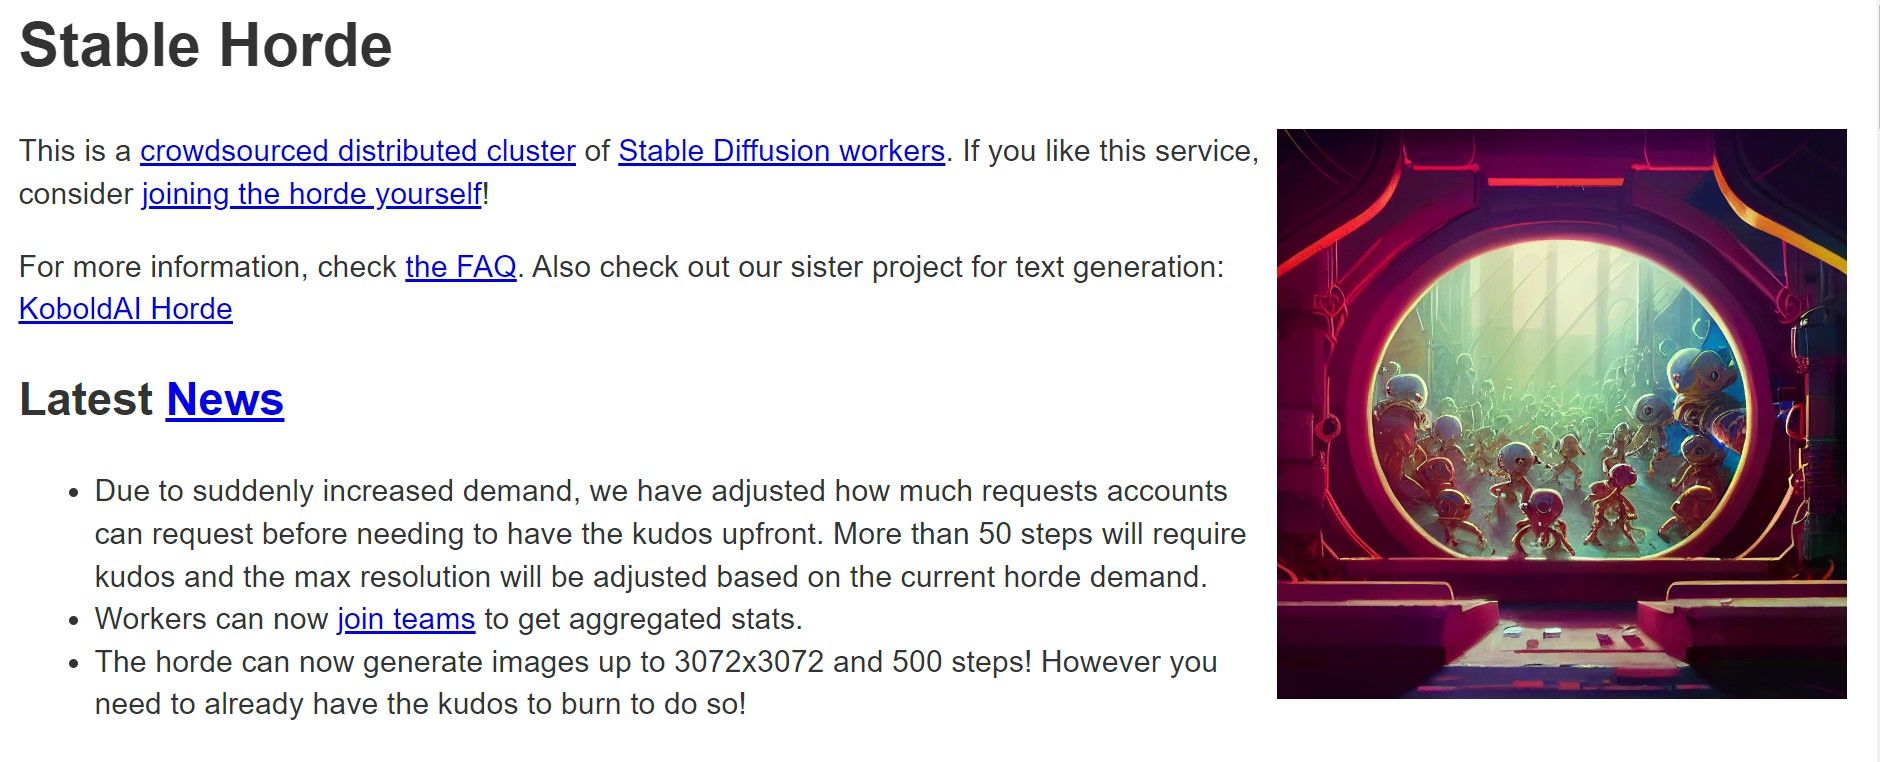 Stable Horde
This is a crowdsourced distributed cluster of Stable Diffusion workers. If you like this service,
consider joining the horde yourself!
For more information, check the FAQ. Also check out our sister project for text generation:
KoboldAI Horde
Latest News
• Due to suddenly increased demand, we have adjusted how much requests accounts
can request before needing to have the kudos upfront. More than 50 steps will require
kudos and the max resolution will be adjusted based on the current horde demand.
• Workers can now join teams to get aggregated stats.
• The horde can now generate images up to 3072x3072 and 500 steps! However you
need to already have the kudos to burn to do so!